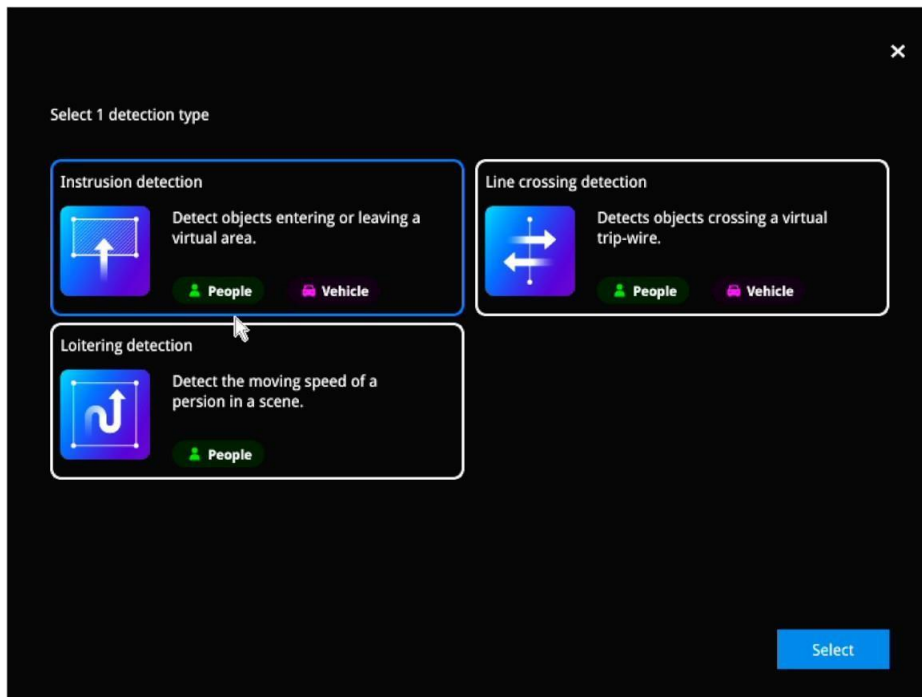 Select 1 detection type
Instrusion detection
Detect objects entering or leaving a
virtual area.
People Vehicle
Line crossing detection
Detects objects crossing a virtual
trip-wire.
People Vehicle
Loitering detection
Detect the moving speed of a
persion in a scene.
People
Select